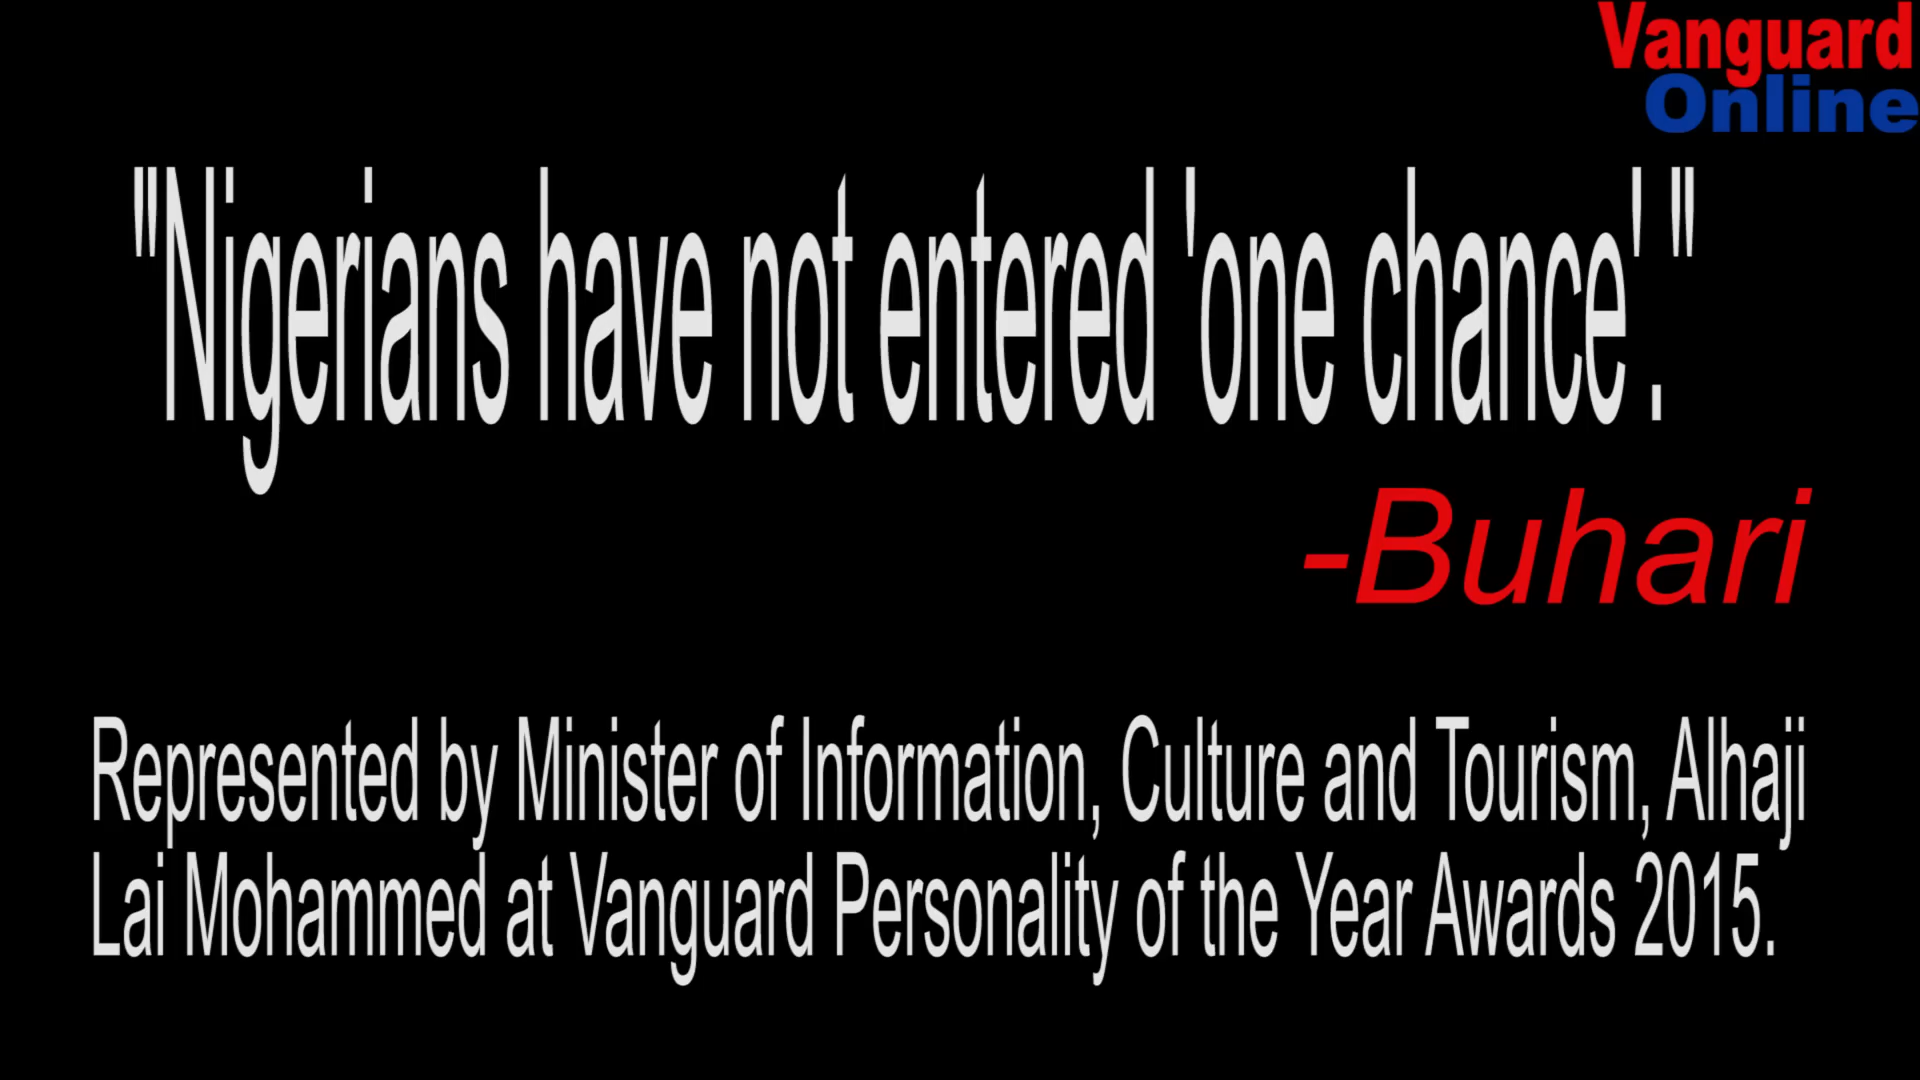 Vanguard
Online
"Nigerians have not entered 'one chance'."
-Buhari
Represented by Minister of Information, Culture and Tourism, Alhaji
Lai Mohammed at Vanguard Personality of the Year Awards 2015.